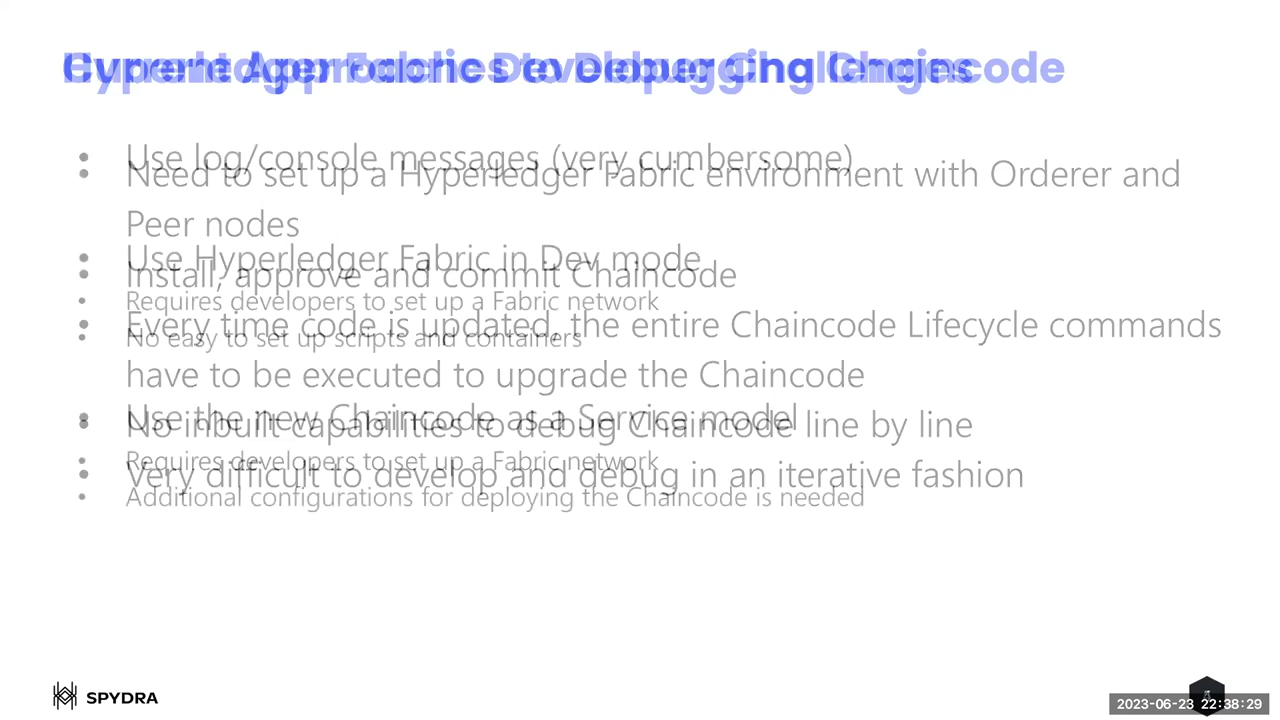 Hyperledger Fabric Development Challenges
Current Approaches to Debugging Chaincode
Use log/console messages (very cumbersome)
Need to set up a Hyperledger Fabric environment with Orderer and
Peer nodes
Use Hyperledger Fabric in Dev mode
Install, approve and commit Chaincode
Requires developers to set up a Fabric network
Every time code is updated, the entire Chaincode Lifecycle commands
No easy to set up scripts and containers
have to be executed to upgrade the Chaincode
Use the new Chaincode as a Service model
No inbuilt capabilities to debug Chaincode line by line
Requires developers to set up a Fabric network
Very difficult to develop and debug in an iterative fashion
Additional configurations for deploying the Chaincode is needed
SPYDRA
2023-06-23 22:38:29